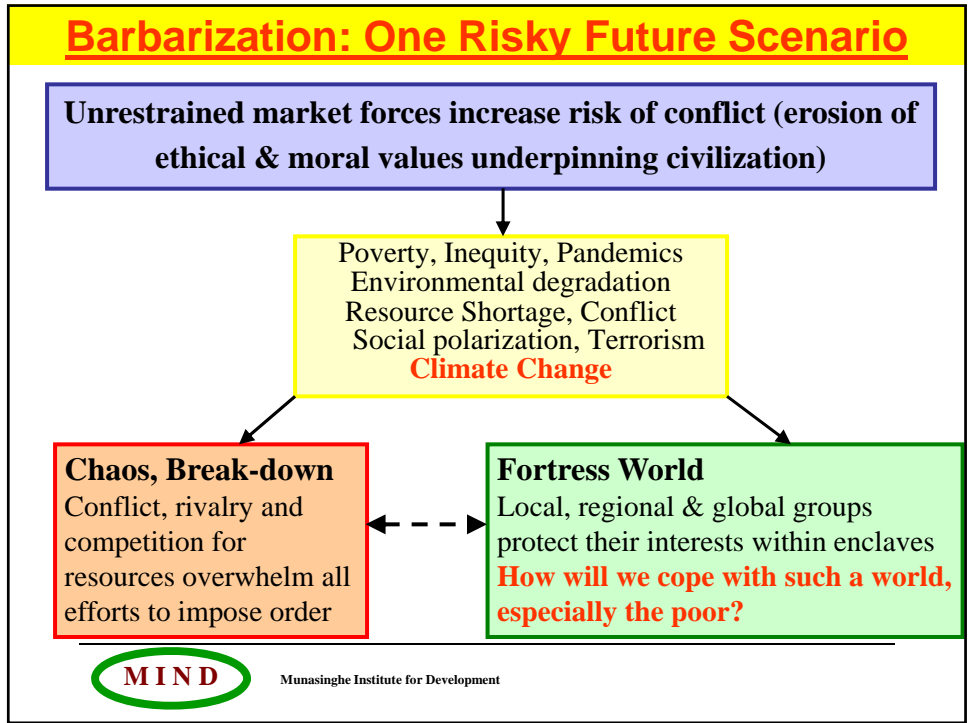 Barbarization: One Risky Future Scenario
Unrestrained market forces increase risk of conflict (erosion of
ethical & moral values underpinning civilization)
Poverty, Inequity, Pandemics
Environmental degradation
Resource Shortage, Conflict
Social polarization, Terrorism
Climate Change
Chaos, Break-down
Conflict, rivalry and
competition for
resources overwhelm all
efforts to impose order
Fortress World
Local, regional & global groups
protect their interests within enclaves
How will we cope with such a world,
especially the poor?
M I N D
Munasinghe Institute for Development